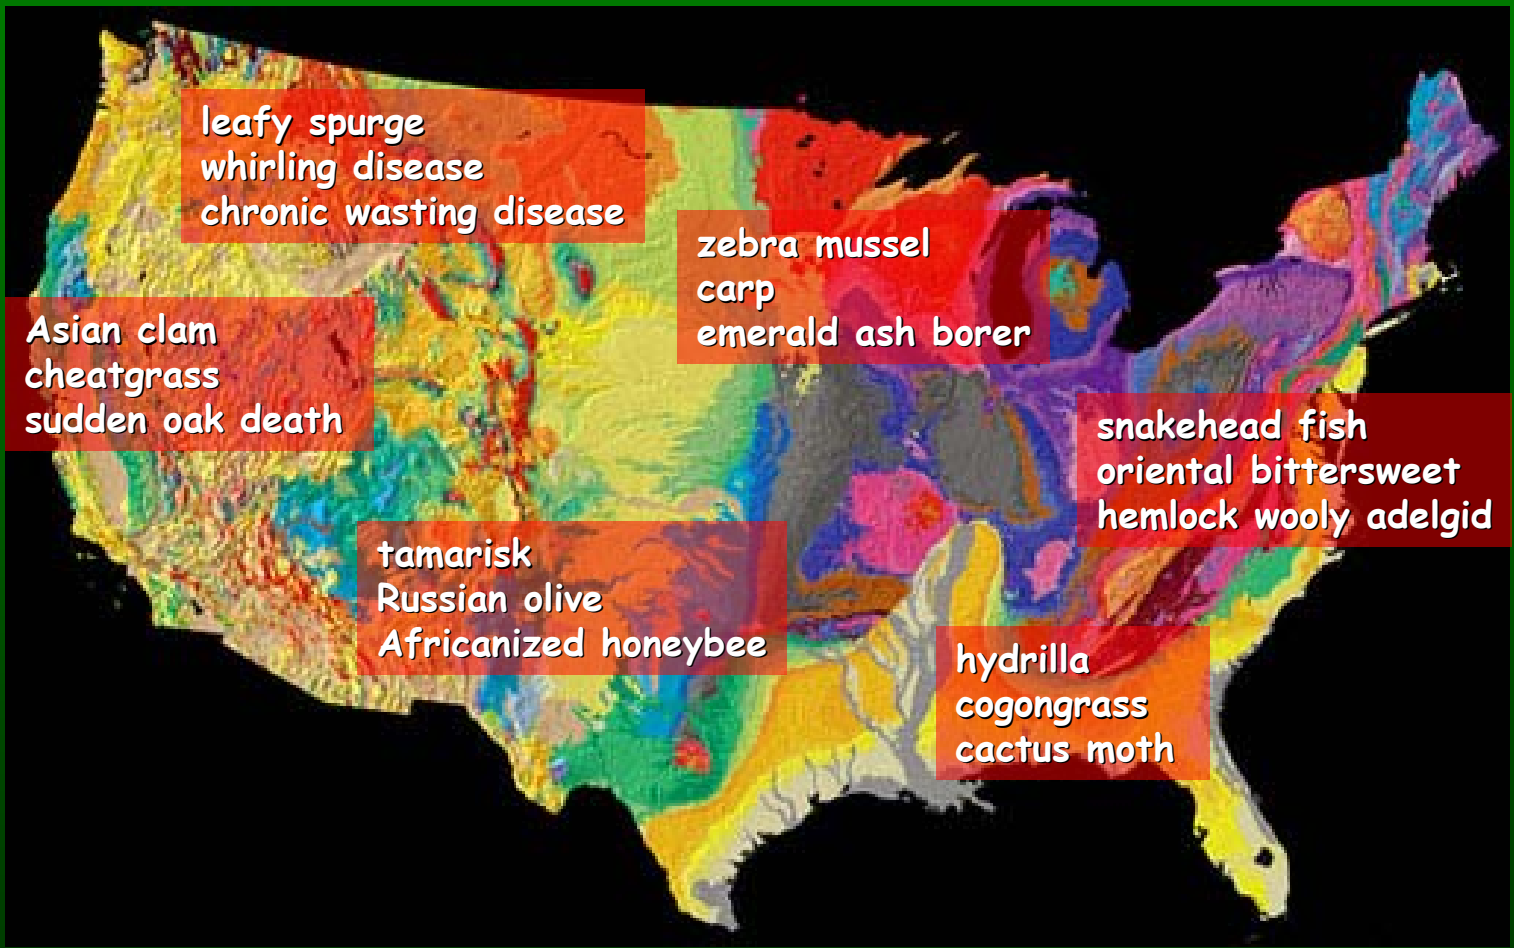 leafy spurge
whirling disease
chronic wasting disease
zebra mussel
carp
emerald ash borer
Asian clam
cheatgrass
sudden oak death
snakehead fish
oriental bittersweet
hemlock wooly adelgid
tamarisk
Russian olive
Africanized honeybee
hydrilla
cogongrass
cactus moth